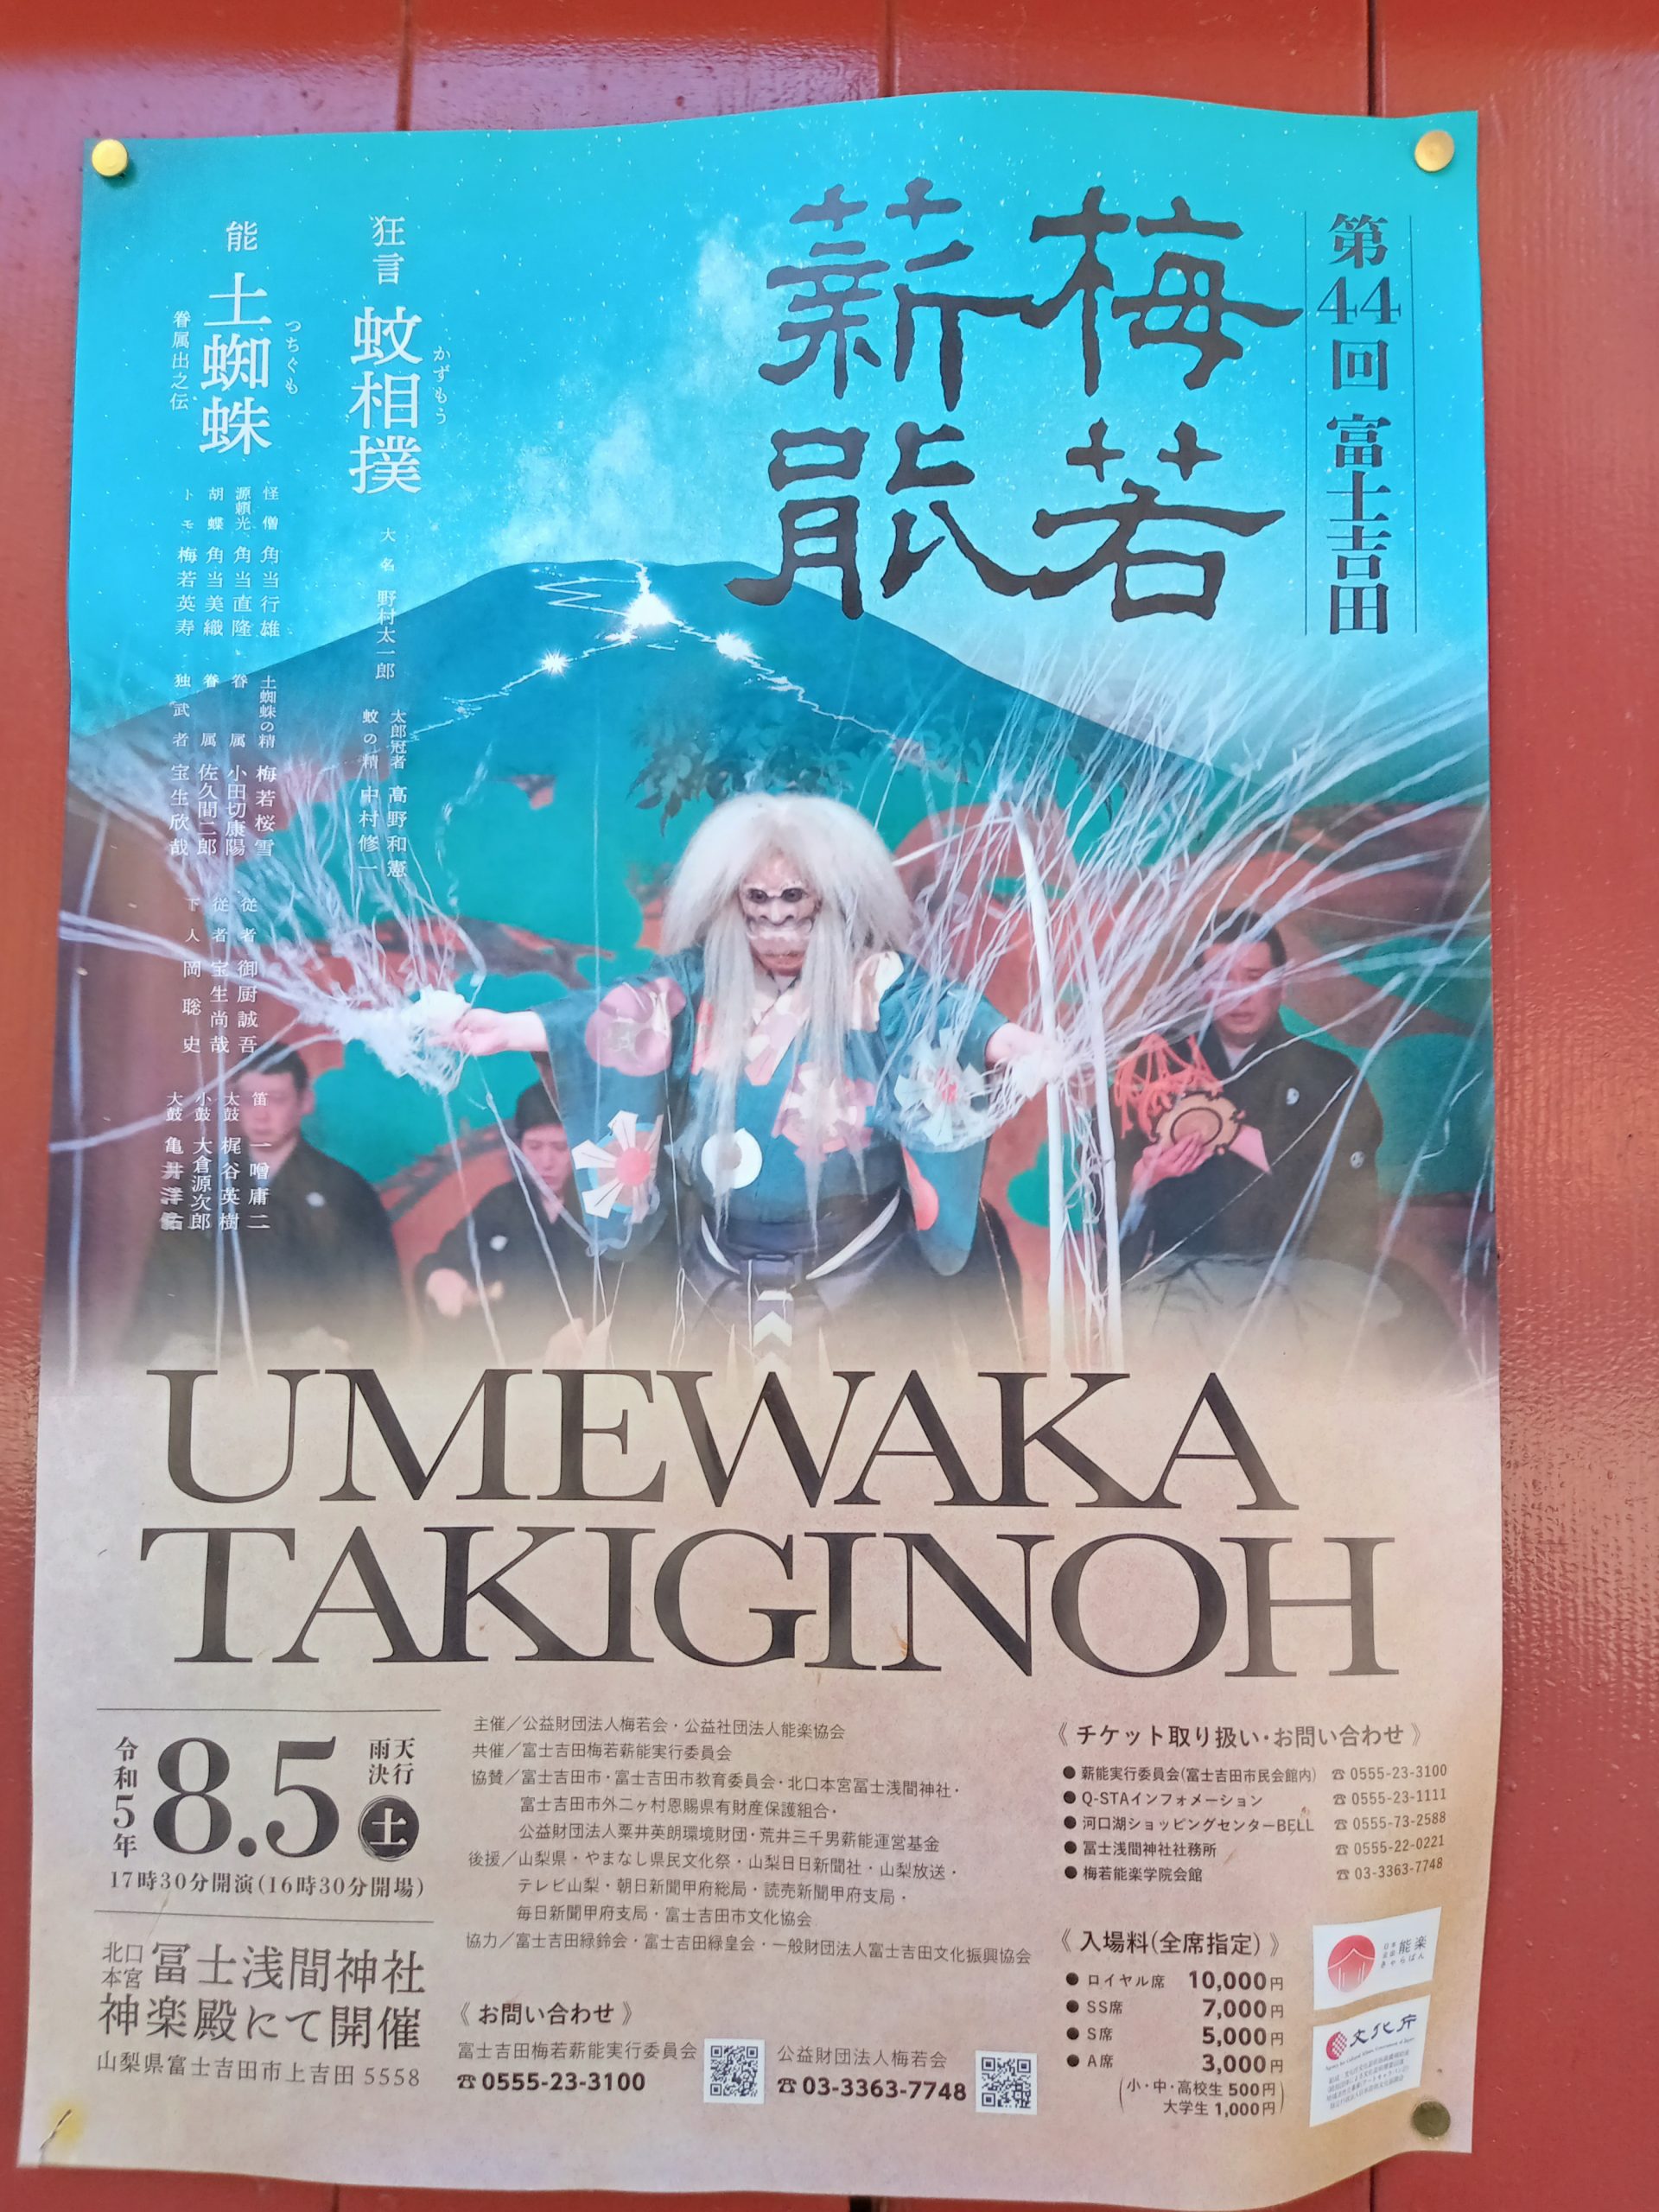 第44回 富士吉田
梅若
薪能
狂言 蚊相撲
かずもう
大名 野村太一郎
太郎冠者 高野和憲
蚊の精 中村修一
能 土蜘蛛
つちぐも
眷属出之伝
怪僧 角当行雄
源頼光 角当直隆
胡蝶 角当美織
トモ 梅若英寿
土蜘蛛の精 梅若桜雪
眷属 小田切康陽
眷属 佐久間二郎
独武者 宝生欣哉
従者 御厨誠吾
従者 宝生尚哉
下人 岡聡史
笛 一噌庸二
太鼓 梶谷英樹
小鼓 大倉源次郎
大鼓 亀井洋佑
UMEWAKA
TAKIGINOH
令和5年
8.5
雨天決行
土
17時30分開演(16時30分開場)
北口本宮 冨士浅間神社
神楽殿にて開催
山梨県富士吉田市上吉田 5558
主催／公益財団法人梅若会・公益社団法人能楽協会
共催／富士吉田梅若薪能実行委員会
協賛／富士吉田市・富士吉田市教育委員会・北口本宮冨士浅間神社・
富士吉田市外二ヶ村恩賜県有財産保護組合・
公益財団法人栗井英朗環境財団・荒井三千男薪能運営基金
後援／山梨県・やまなし県民文化祭・山梨日日新聞社・山梨放送・
テレビ山梨・朝日新聞甲府総局・読売新聞甲府支局・
毎日新聞甲府支局・富士吉田市文化協会
協力／富士吉田緑鈴会・富士吉田緑皇会・一般財団法人富士吉田文化振興協会
《 お問い合わせ 》
富士吉田梅若薪能実行委員会
☎0555-23-3100
公益財団法人梅若会
☎03-3363-7748
《 チケット取り扱い・お問い合わせ 》
● 薪能実行委員会(富士吉田市民会館内) ☎ 0555-23-3100
● Q-STAインフォメーション ☎ 0555-23-1111
● 河口湖ショッピングセンターBELL ☎ 0555-73-2588
● 冨士浅間神社社務所 ☎ 0555-22-0221
● 梅若能楽学院会館 ☎ 03-3363-7748
《 入場料(全席指定) 》
● ロイヤル席 10,000円
● SS席 7,000円
● S席 5,000円
● A席 3,000円
(小・中・高校生 500円
大学生 1,000円)
日本全国 能楽 きゃらばん
文化庁